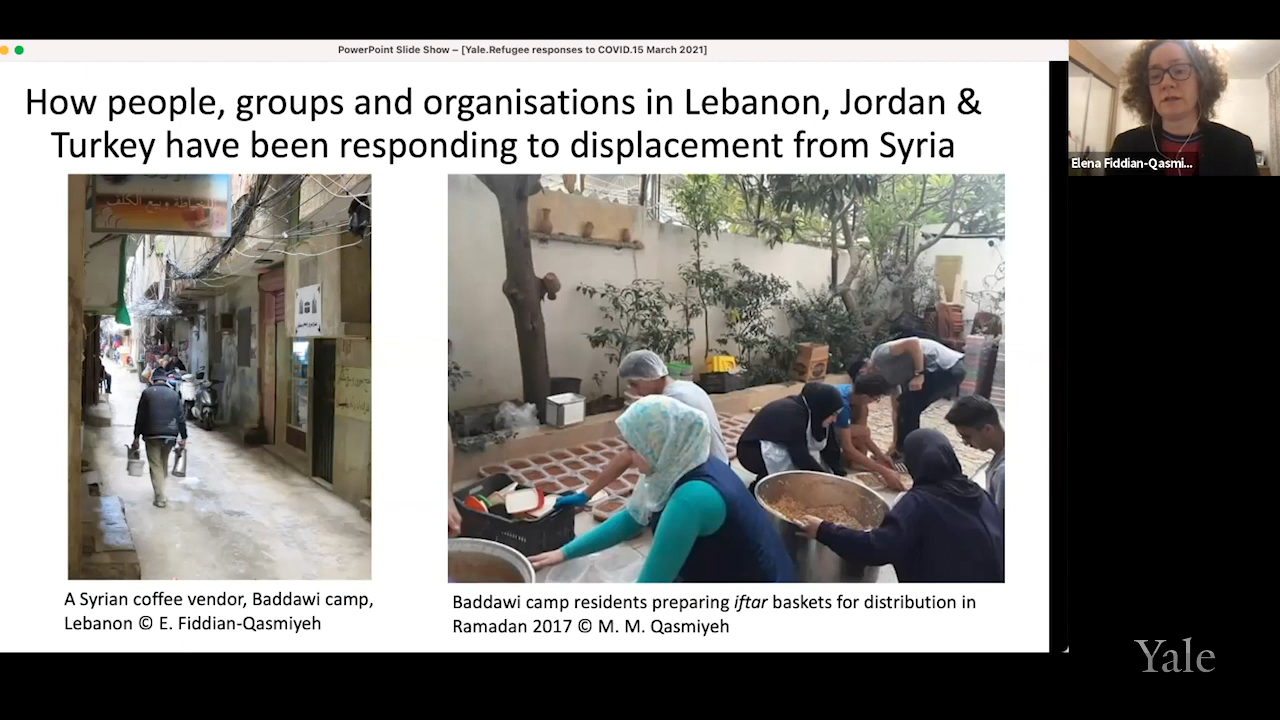 PowerPoint Slide Show – [Yale.Refugee responses to COVID.15 March 2021]
How people, groups and organisations in Lebanon, Jordan &
Turkey have been responding to displacement from Syria
Elena Fiddian-Qasmi...
A Syrian coffee vendor, Baddawi camp,
Lebanon © E. Fiddian-Qasmiyeh
Baddawi camp residents preparing iftar baskets for distribution in
Ramadan 2017 © M. M. Qasmiyeh
Yale